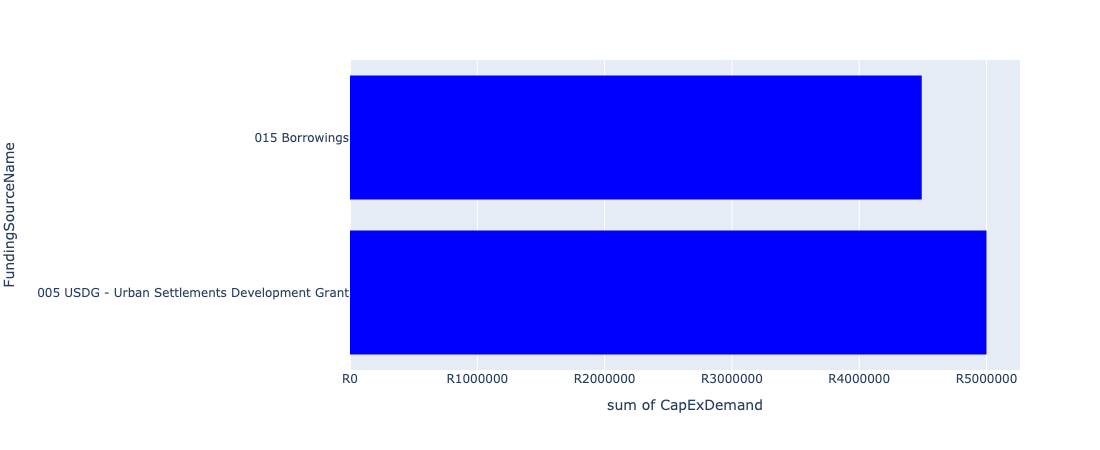 FundingSourceName
015 Borrowings
005 USDG - Urban Settlements Development Grant
R0 R1000000 R2000000 R3000000 R4000000 R5000000
sum of CapExDemand